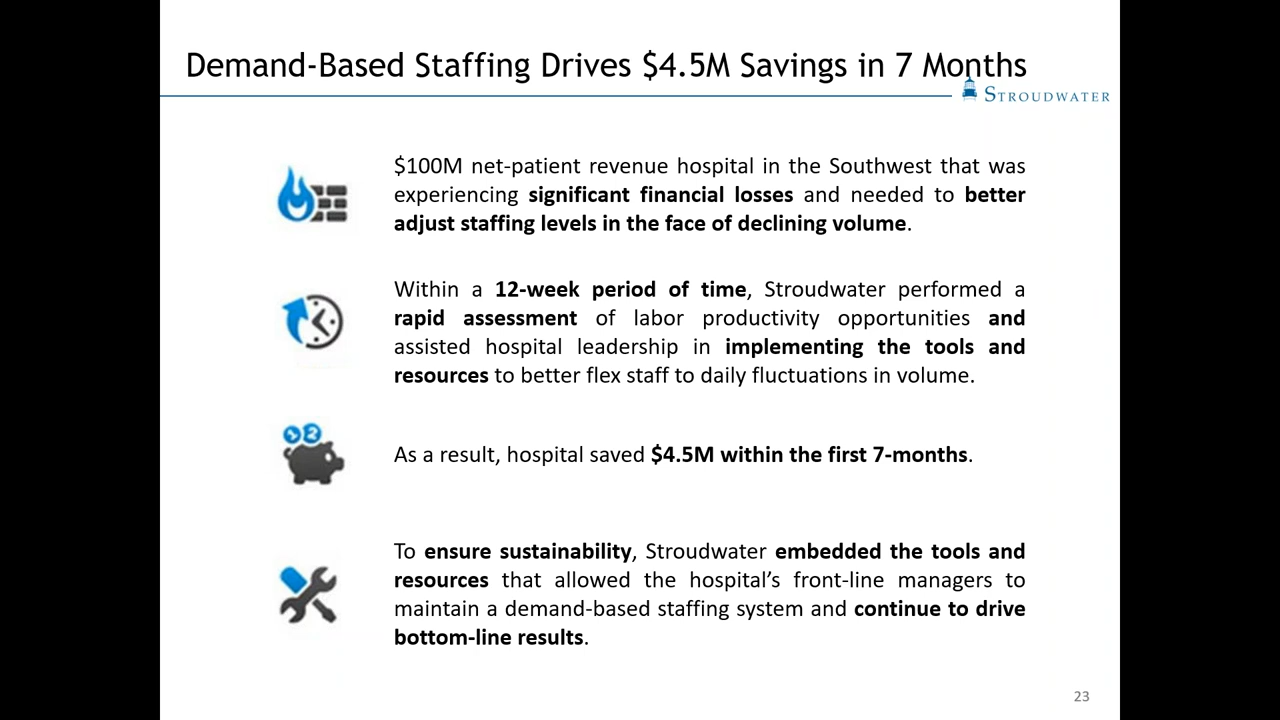 Demand-Based Staffing Drives $4.5M Savings in 7 Months
STROUDWATER
$100M net-patient revenue hospital in the Southwest that was
experiencing significant financial losses and needed to better
adjust staffing levels in the face of declining volume.
Within a 12-week period of time, Stroudwater performed a
rapid assessment of labor productivity opportunities and
assisted hospital leadership in implementing the tools and
resources to better flex staff to daily fluctuations in volume.
1 2
As a result, hospital saved $4.5M within the first 7-months.
To ensure sustainability, Stroudwater embedded the tools and
resources that allowed the hospital’s front-line managers to
maintain a demand-based staffing system and continue to drive
bottom-line results.
23